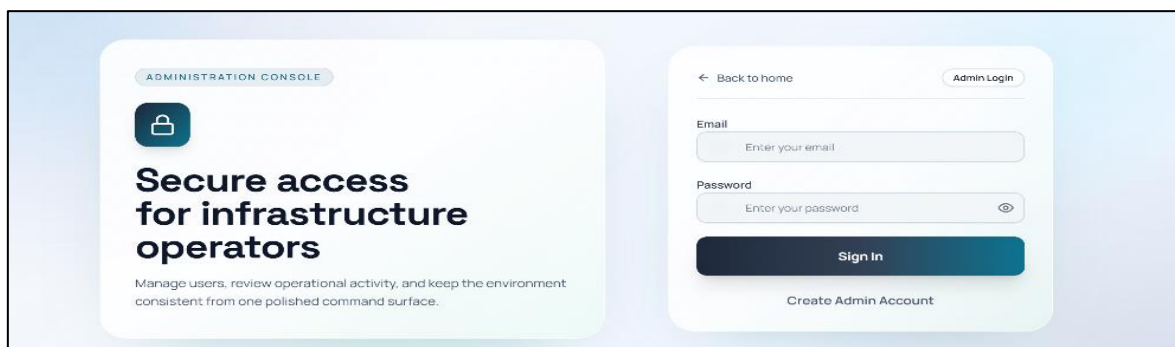 ADMINISTRATION CONSOLE
Secure access
for infrastructure
operators
Manage users, review operational activity, and keep the environment
consistent from one polished command surface.
← Back to home
Admin Login
Email
Enter your email
Password
Enter your password
Sign In
Create Admin Account